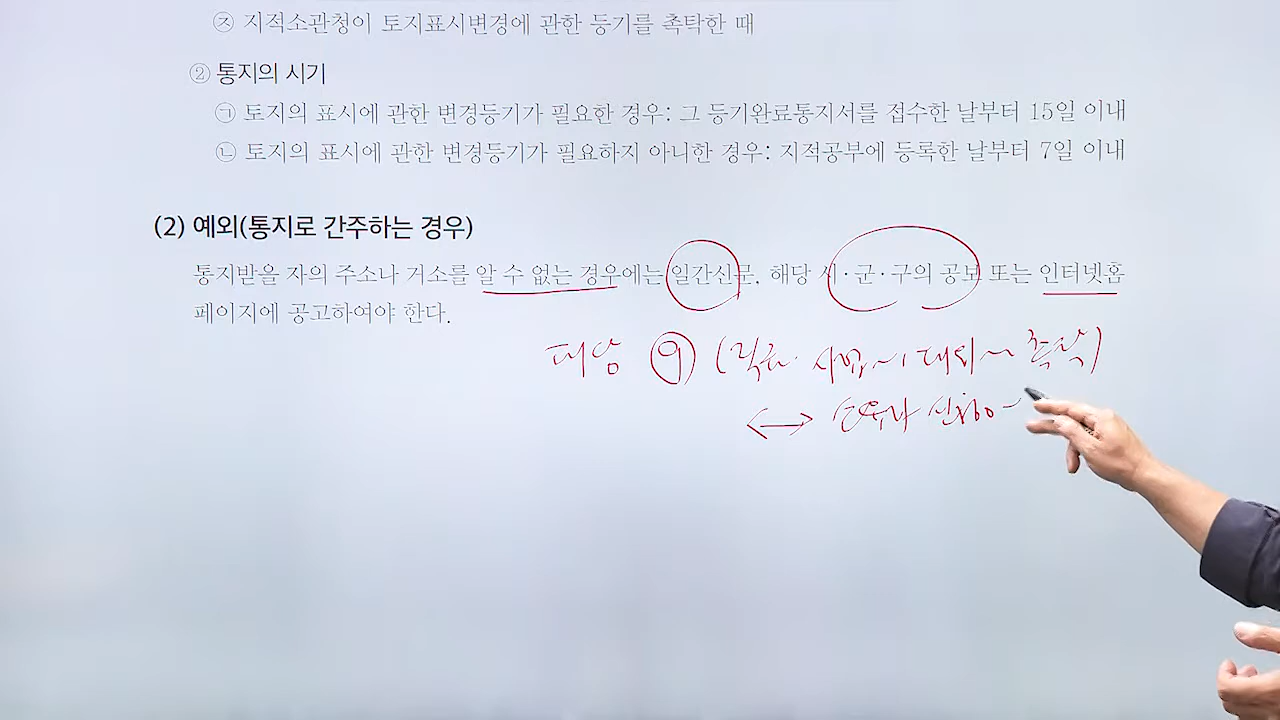 ㉨ 지적소관청이 토지표시변경에 관한 등기를 촉탁한 때
② 통지의 시기
㉠ 토지의 표시에 관한 변경등기가 필요한 경우: 그 등기완료통지서를 접수한 날부터 15일 이내
㉡ 토지의 표시에 관한 변경등기가 필요하지 아니한 경우: 지적공부에 등록한 날부터 7일 이내
(2) 예외(통지로 간주하는 경우)
통지받을 자의 주소나 거소를 알 수 없는 경우에는 일간신문, 해당 시·군·구의 공보 또는 인터넷홈
페이지에 공고하여야 한다.
대상 (직권· 대위 촉탁)
↔ 신청